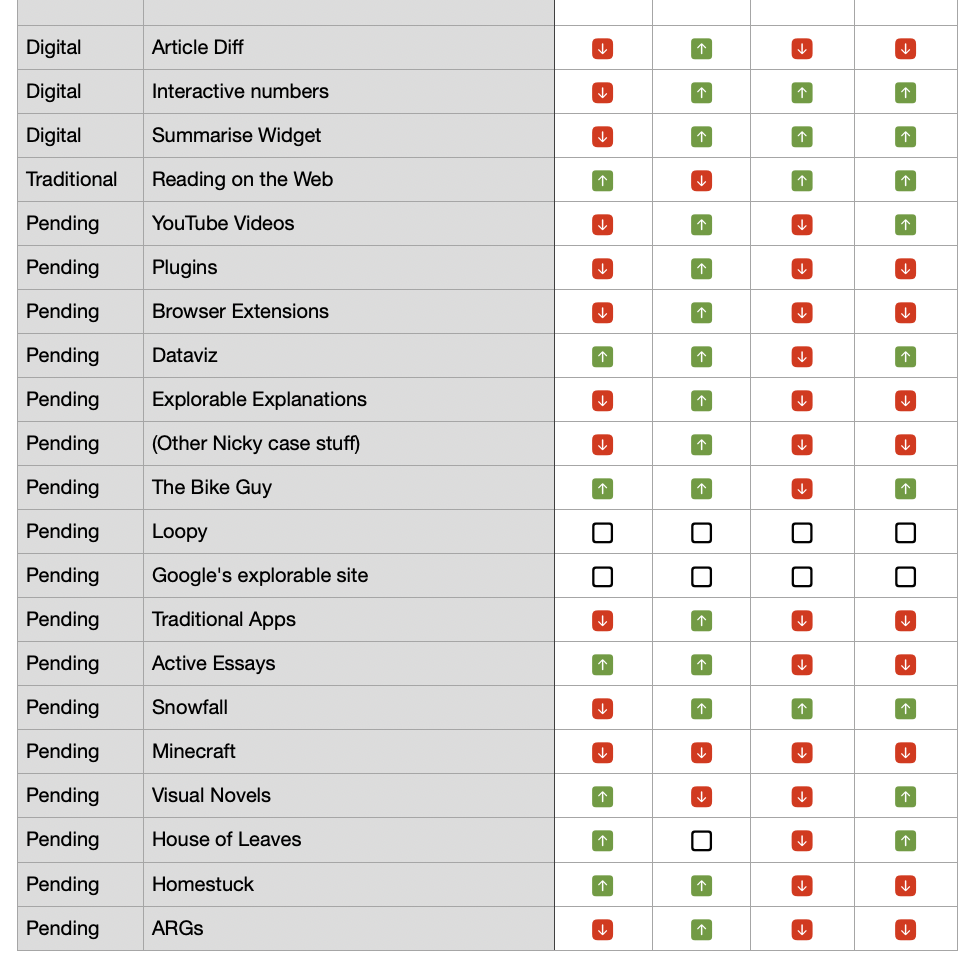 Digital Article Diff ↓ ↑ ↓ ↓
Digital Interactive numbers ↓ ↑ ↑ ↑
Digital Summarise Widget ↓ ↑ ↑ ↑
Traditional Reading on the Web ↑ ↓ ↑ ↑
Pending YouTube Videos ↓ ↑ ↓ ↑
Pending Plugins ↓ ↑ ↓ ↓
Pending Browser Extensions ↓ ↑ ↓ ↓
Pending Dataviz ↑ ↑ ↓ ↑
Pending Explorable Explanations ↓ ↑ ↓ ↓
Pending (Other Nicky case stuff) ↓ ↑ ↓ ↓
Pending The Bike Guy ↑ ↑ ↓ ↑
Pending Loopy
Pending Google's explorable site
Pending Traditional Apps ↓ ↑ ↓ ↓
Pending Active Essays ↑ ↑ ↓ ↓
Pending Snowfall ↓ ↑ ↑ ↑
Pending Minecraft ↓ ↓ ↓ ↓
Pending Visual Novels ↑ ↓ ↓ ↑
Pending House of Leaves ↑ ↓ ↑
Pending Homestuck ↑ ↑ ↓ ↓
Pending ARGs ↓ ↑ ↓ ↓